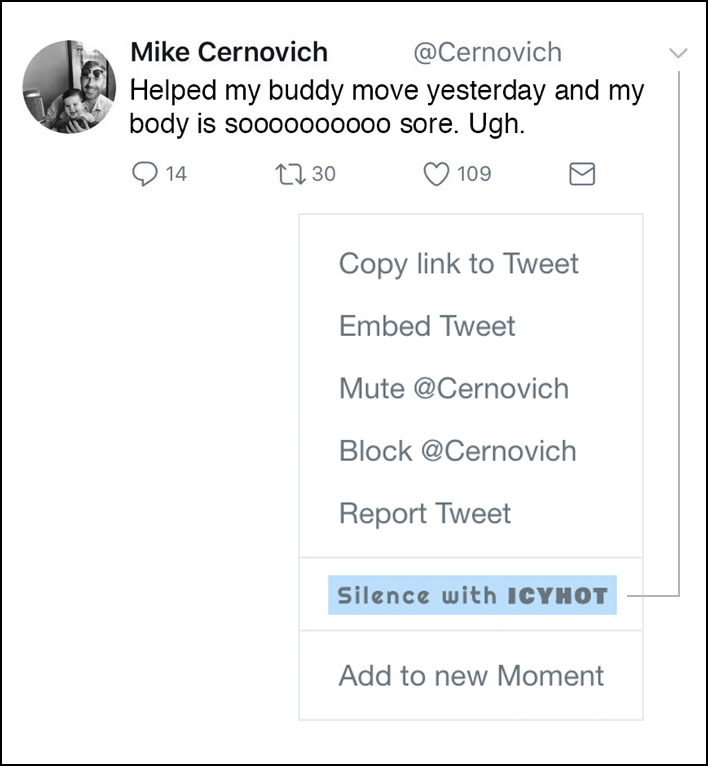 Mike Cernovich @Cernovich
Helped my buddy move yesterday and my
body is soooooooooo sore. Ugh.
14 30 109
Copy link to Tweet
Embed Tweet
Mute @Cernovich
Block @Cernovich
Report Tweet
Silence with ICYHOT
Add to new Moment